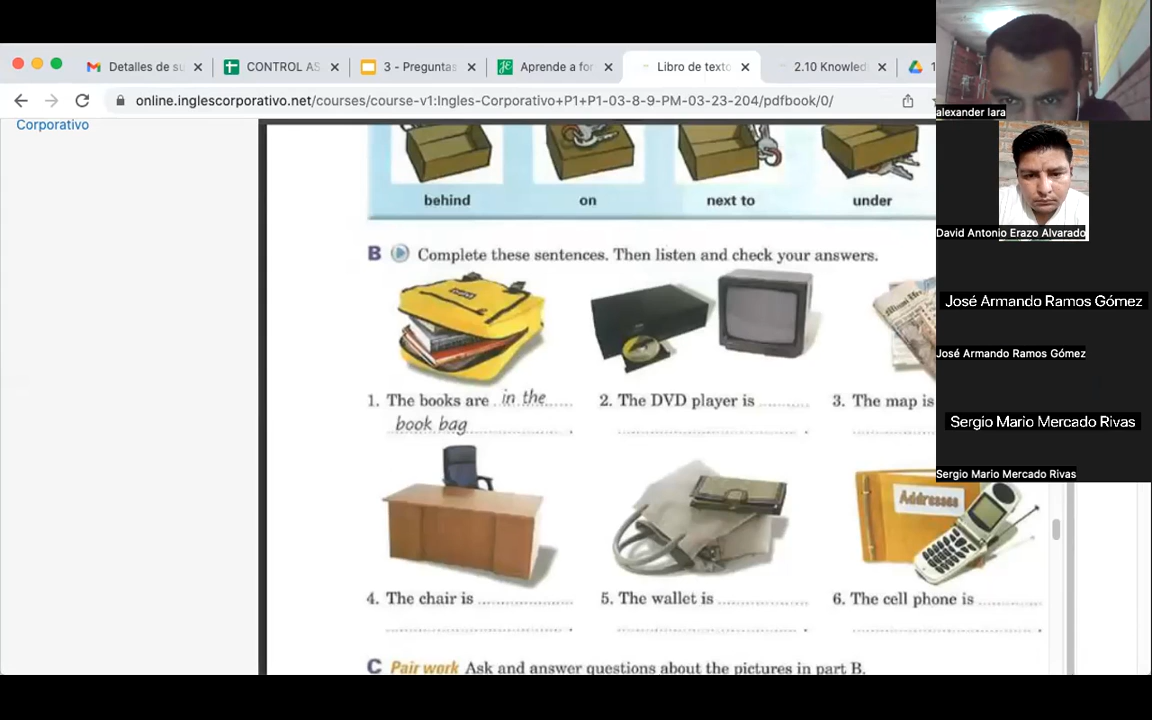 Detalles de su
CONTROL AS
3 - Preguntas
Aprende a for
Libro de texto
2.10 Knowled
1
online.inglescorporativo.net/courses/course-v1:Ingles-Corporativo+P1+P1-03-8-9-PM-03-23-204/pdfbook/0/
Corporativo
behind on next to under
B Complete these sentences. Then listen and check your answers.
1. The books are in the
book bag.
2. The DVD player is
3. The map is
Addresses
4. The chair is
5. The wallet is
6. The cell phone is
C Pair work Ask and answer questions about the pictures in part B.
alexander lara
David Antonio Erazo Alvarado
José Armando Ramos Gómez
José Armando Ramos Gómez
Sergio Mario Mercado Rivas
Sergio Mario Mercado Rivas